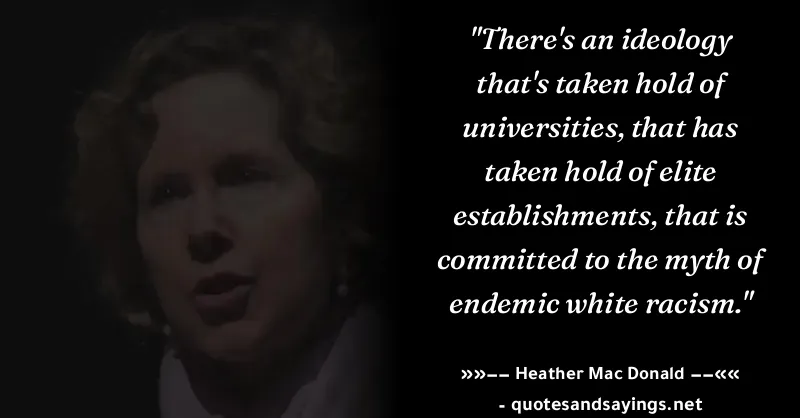 "There's an ideology
that's taken hold of
universities, that has
taken hold of elite
establishments, that is
committed to the myth of
endemic white racism."
»»−− Heather Mac Donald −−««
- quotesandsayings.net